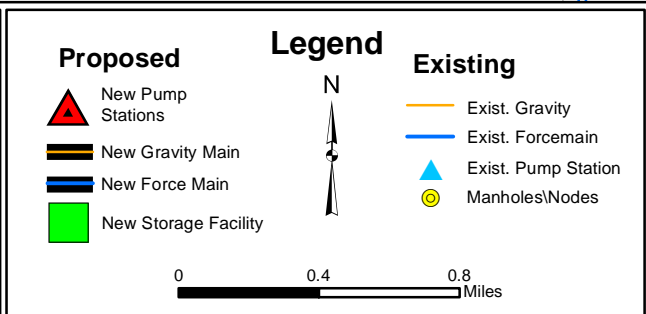 Legend
Proposed
New Pump
Stations
New Gravity Main
New Force Main
New Storage Facility
N
Existing
Exist. Gravity
Exist. Forcemain
Exist. Pump Station
Manholes\Nodes
0 0.4 0.8
Miles